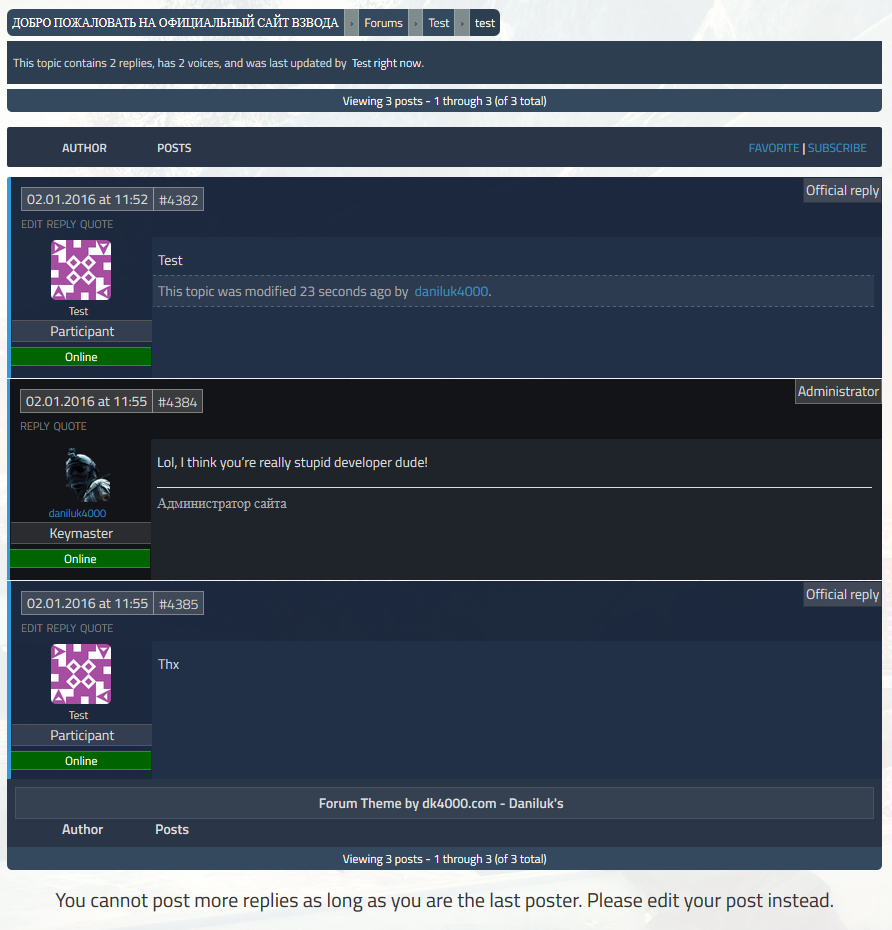 ДОБРО ПОЖАЛОВАТЬ НА ОФИЦИАЛЬНЫЙ САЙТ ВЗВОДА › Forums › Test › test
This topic contains 2 replies, has 2 voices, and was last updated by Test right now.
Viewing 3 posts - 1 through 3 (of 3 total)
AUTHOR POSTS FAVORITE | SUBSCRIBE
02.01.2016 at 11:52 #4382 Official reply
EDIT REPLY QUOTE
Test
This topic was modified 23 seconds ago by daniluk4000.
Test
Participant
Online
02.01.2016 at 11:55 #4384 Administrator
REPLY QUOTE
Lol, I think you're really stupid developer dude!
Администратор сайта
daniluk4000
Keymaster
Online
02.01.2016 at 11:55 #4385 Official reply
EDIT REPLY QUOTE
Thx
Test
Participant
Online
Forum Theme by dk4000.com - Daniluk's
Author Posts
Viewing 3 posts - 1 through 3 (of 3 total)
You cannot post more replies as long as you are the last poster. Please edit your post instead.